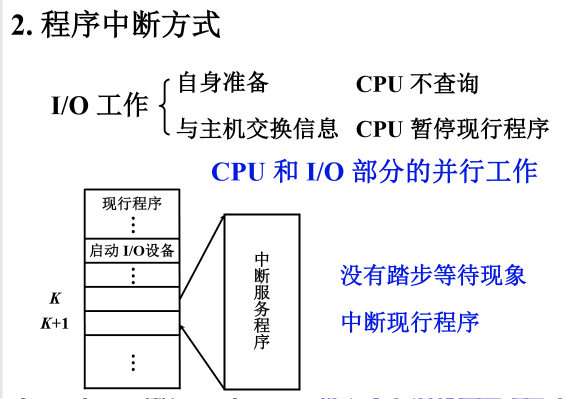 2. 程序中断方式
I/O 工作
自身准备 CPU 不查询
与主机交换信息 CPU 暂停现行程序
CPU 和 I/O 部分的并行工作
现行程序
⋮
启动 I/O设备
⋮
K
K+1
⋮
中断服务程序
没有踏步等待现象
中断现行程序